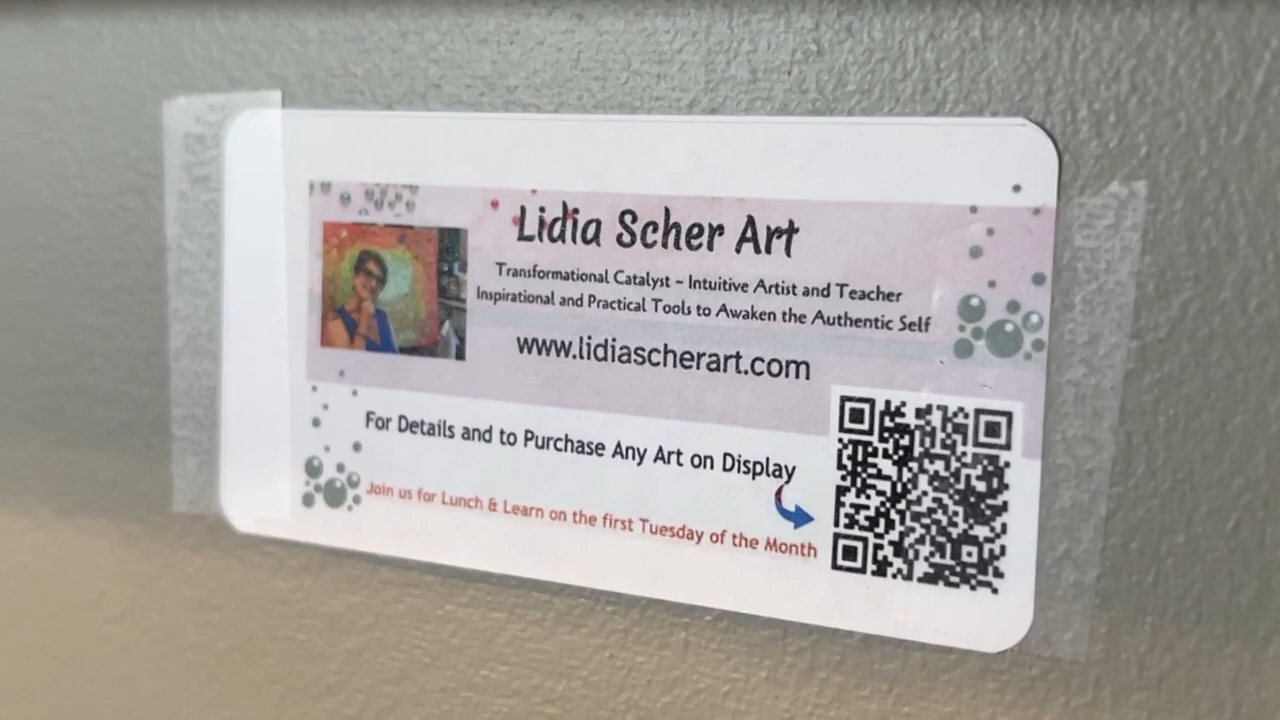 Lidia Scher Art
Transformational Catalyst ~ Intuitive Artist and Teacher
Inspirational and Practical Tools to Awaken the Authentic Self
www.lidiascherart.com
For Details and to Purchase Any Art on Display
Join us for Lunch & Learn on the first Tuesday of the Month